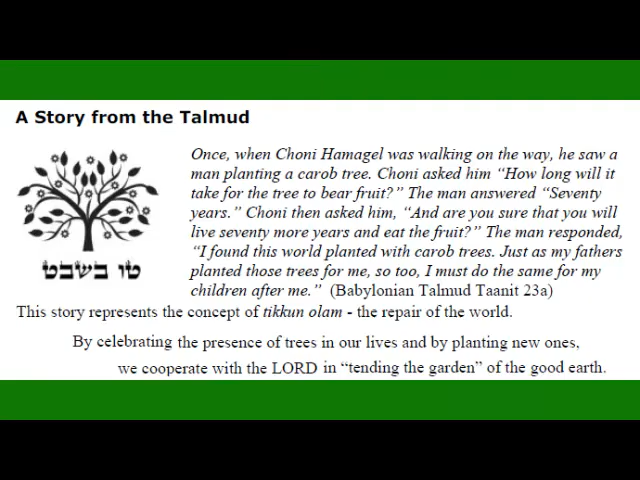 A Story from the Talmud
Once, when Choni Hamagel was walking on the way, he saw a
man planting a carob tree. Choni asked him “How long will it
take for the tree to bear fruit?” The man answered “Seventy
years.” Choni then asked him, “And are you sure that you will
live seventy more years and eat the fruit?” The man responded,
“I found this world planted with carob trees. Just as my fathers
planted those trees for me, so too, I must do the same for my
children after me.” (Babylonian Talmud Taanit 23a)
טו בשבט
This story represents the concept of tikkun olam - the repair of the world.
By celebrating the presence of trees in our lives and by planting new ones,
we cooperate with the LORD in “tending the garden” of the good earth.